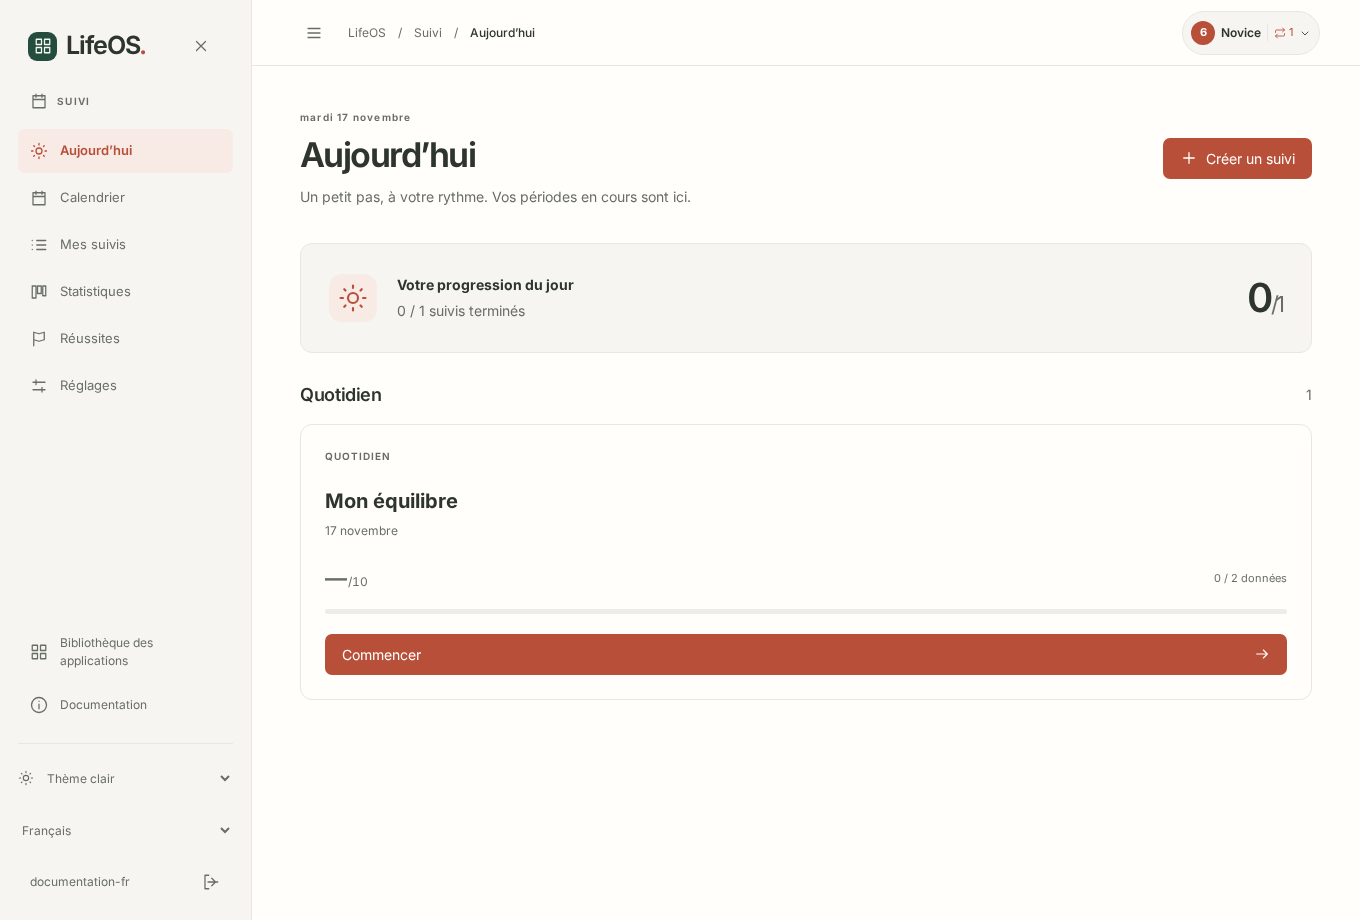 LifeOS.
SUIVI
Aujourd’hui
Calendrier
Mes suivis
Statistiques
Réussites
Réglages
Bibliothèque des
applications
Documentation
Thème clair
Français
documentation-fr
LifeOS / Suivi / Aujourd’hui
6 Novice 1
mardi 17 novembre
Aujourd’hui
Un petit pas, à votre rythme. Vos périodes en cours sont ici.
Créer un suivi
Votre progression du jour
0 / 1 suivis terminés
0/1
Quotidien
1
QUOTIDIEN
Mon équilibre
17 novembre
—/10
0 / 2 données
Commencer